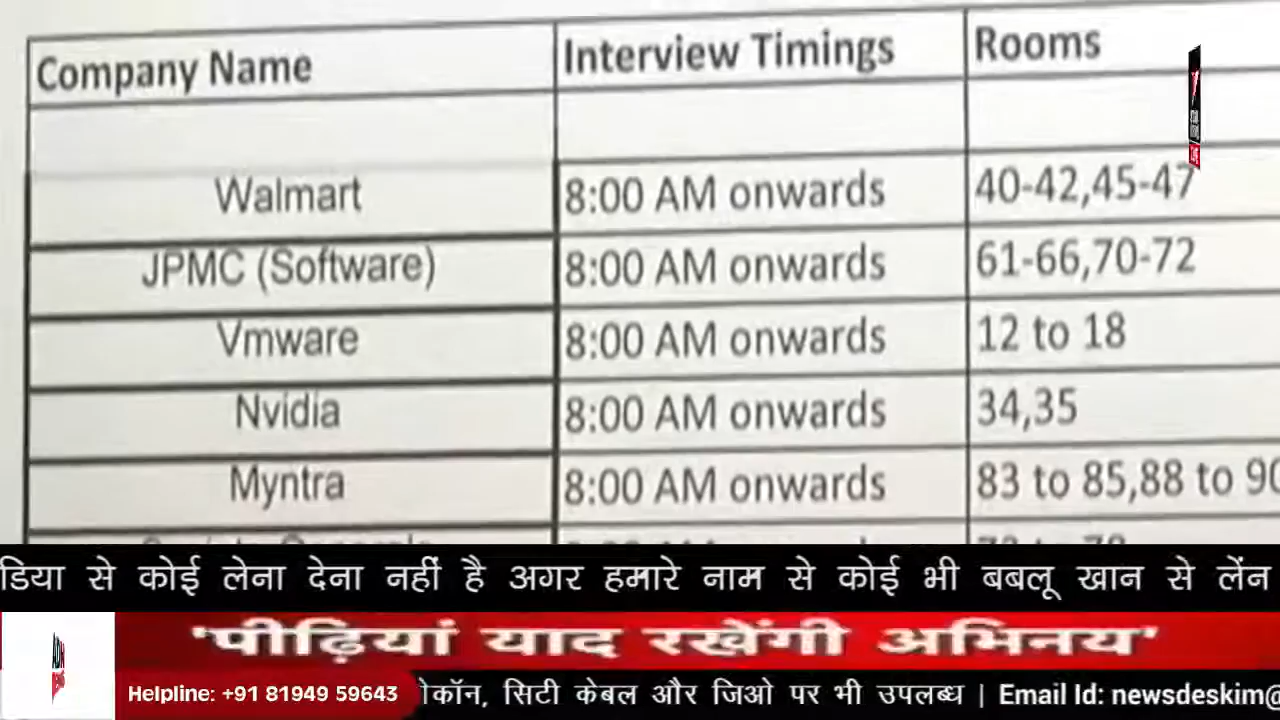 Company Name Interview Timings Rooms
Walmart 8:00 AM onwards 40-42,45-47
JPMC (Software) 8:00 AM onwards 61-66,70-72
Vmware 8:00 AM onwards 12 to 18
Nvidia 8:00 AM onwards 34,35
Myntra 8:00 AM onwards 83 to 85,88 to 90
डिया से कोई लेना देना नहीं है अगर हमारे नाम से कोई भी बबलू खान से लेंन
'पीढ़ियां याद रखेंगी अभिनय'
Helpline: +91 81949 59643 ोकॉन, सिटी केबल और जिओ पर भी उपलब्ध | Email Id: newsdeskim@